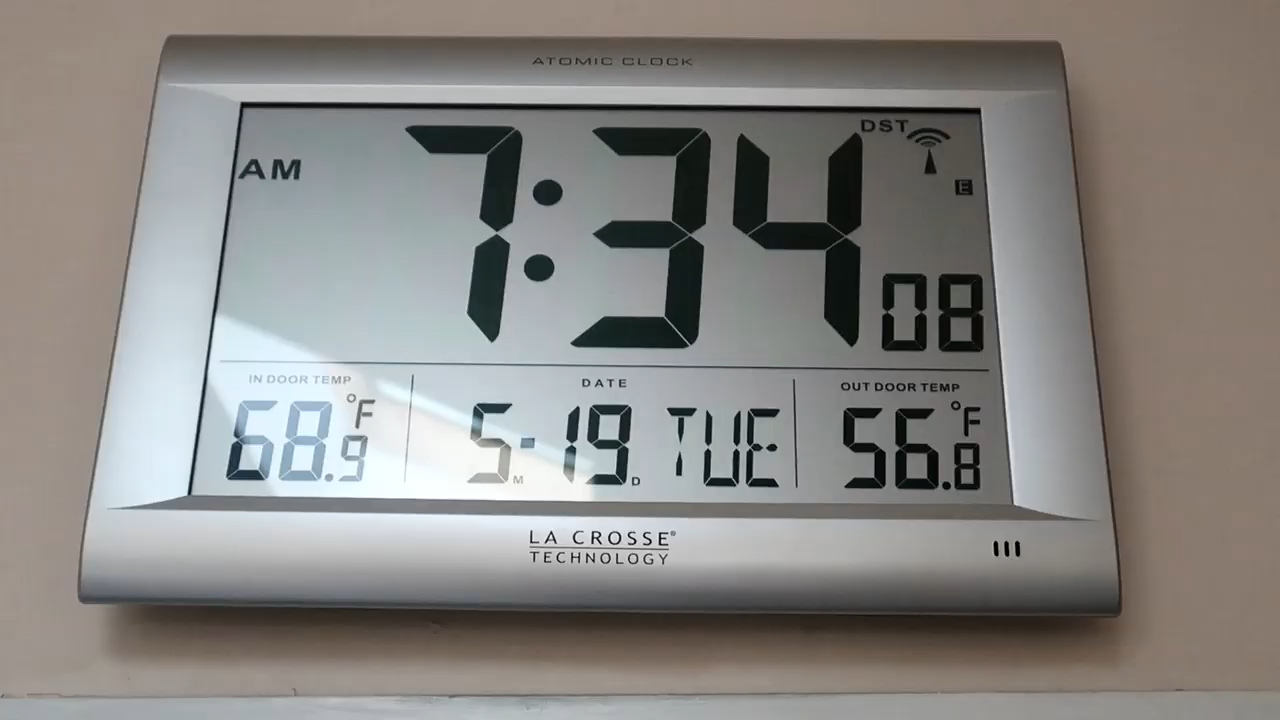 ATOMIC CLOCK
AM 7:34 08 DST E
IN DOOR TEMP DATE OUT DOOR TEMP
68.9 °F 5 M - 19 D TUE 56.8 °F
LA CROSSE®
TECHNOLOGY